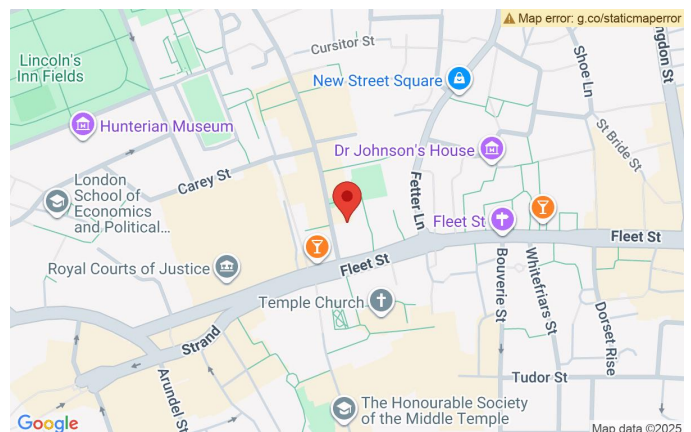 Map error: g.co/staticmaperror
Lincoln's
Inn Fields
Cursitor St
New Street Square
Shoe Ln
ngdon St
Hunterian Museum
Dr Johnson's House
St Bride St
Carey St
London
School of
Economics
and Political...
Fetter Ln
Fleet St
Fleet St
Royal Courts of Justice
Fleet St
Temple Church
Bouverie St
Whitefriars St
Dorset Rise
Strand
Arundel St
Tudor St
The Honourable Society
of the Middle Temple
Google
Map data ©2025